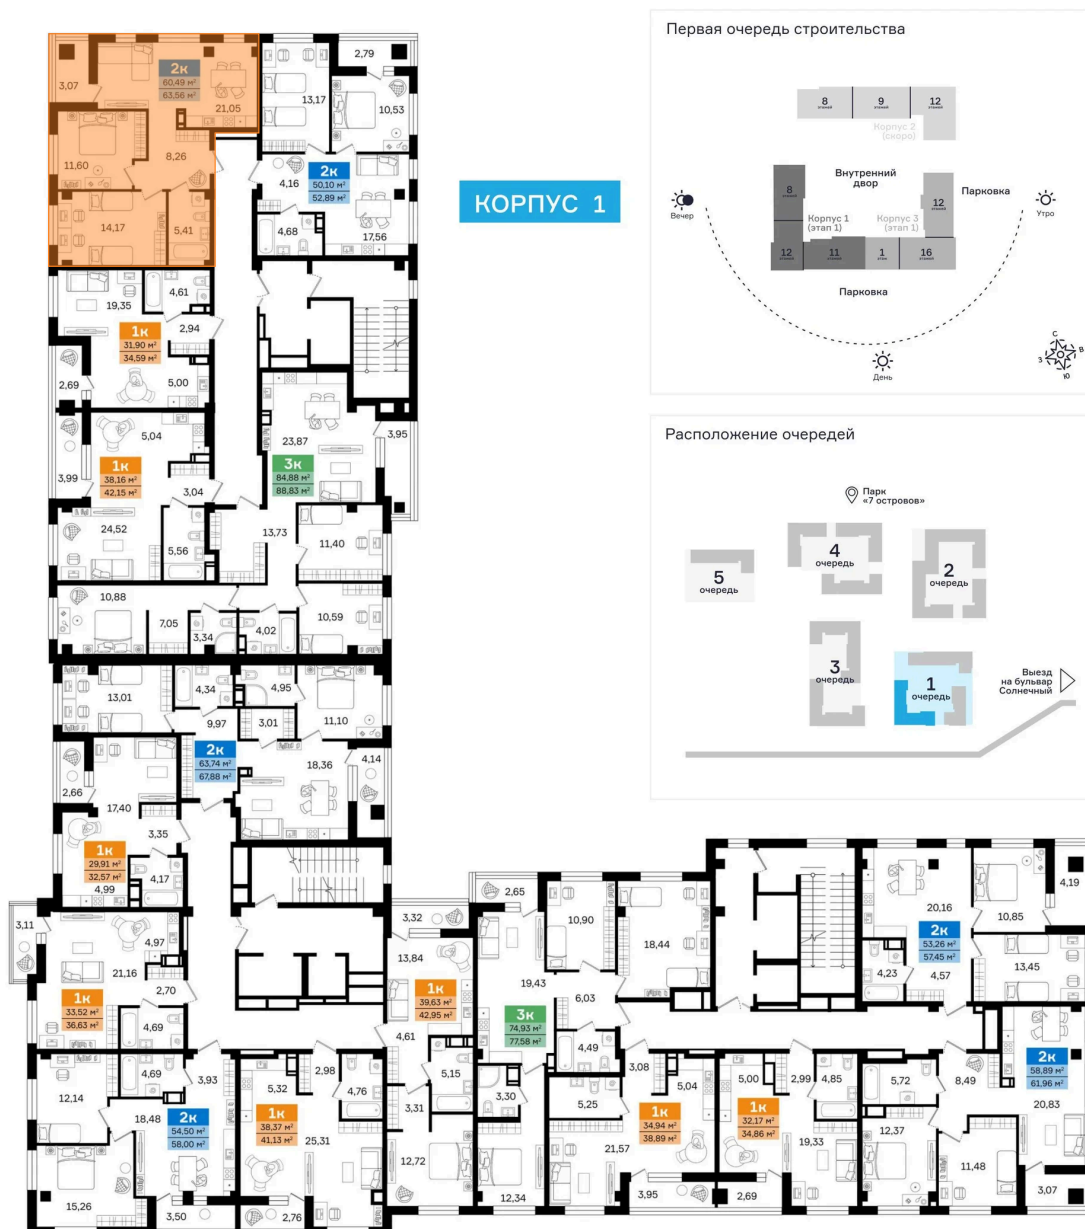 Первая очередь строительства
8
этажей
9
этажей
12
этажей
Корпус 2
(скоро)
Внутренний
двор
8
этажей
12
этажей
Парковка
Вечер
Утро
Корпус 1
(этап 1)
Корпус 3
(этап 1)
12
этажей
11
этажей
1
этаж
16
этажей
Парковка
День
С
В
З
Ю
КОРПУС 1
Расположение очередей
Парк
«7 островов»
5
очередь
4
очередь
2
очередь
3
очередь
1
очередь
Выезд
на бульвар
Солнечный
3,07
2к
60,49 м²
63,56 м²
21,05
11,60
8,26
14,17
5,41
2,79
13,17
10,53
4,16
2к
50,10 м²
52,89 м²
4,68
17,56
19,35
4,61
2,94
1к
31,90 м²
34,59 м²
2,69
5,00
5,04
3,99
1к
38,16 м²
42,15 м²
3,04
24,52
5,56
23,87
3,95
3к
84,88 м²
88,83 м²
13,73
11,40
10,88
7,05
3,34
4,02
10,59
13,01
4,34
4,95
11,10
9,97
3,01
2к
63,74 м²
67,88 м²
18,36
4,14
2,66
17,40
3,35
1к
29,91 м²
32,57 м²
4,99
4,17
3,11
4,97
21,16
2,70
1к
33,52 м²
36,63 м²
4,69
3,32
13,84
1к
39,63 м²
42,95 м²
4,61
5,15
3,31
12,72
2,65
10,90
18,44
19,43
6,03
3к
74,93 м²
77,58 м²
4,49
3,30
12,34
20,16
10,85
4,19
2к
53,26 м²
57,45 м²
4,23
4,57
13,45
12,14
4,69
3,93
18,48
2к
54,50 м²
58,00 м²
15,26
3,50
5,32
2,98
4,76
1к
38,37 м²
41,13 м²
25,31
2,76
3,08
5,04
5,25
1к
34,94 м²
38,89 м²
21,57
3,95
5,00
2,99
4,85
1к
32,17 м²
34,86 м²
19,33
2,69
5,72
8,49
2к
58,89 м²
61,96 м²
20,83
12,37
11,48
3,07